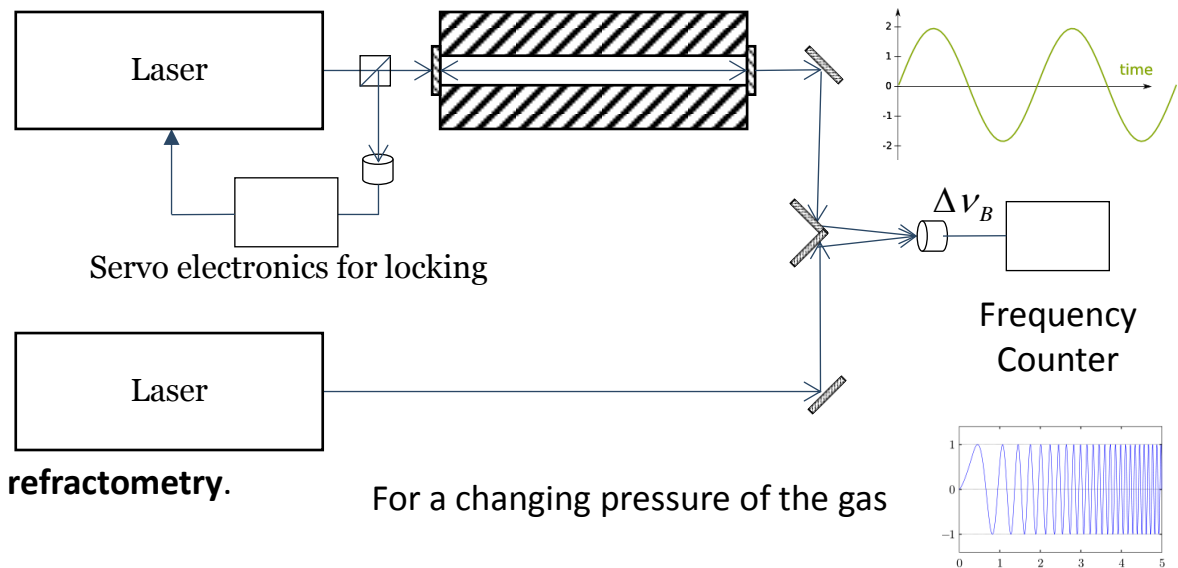 Laser
2
1
0
-1
-2
time
Δν_B
Servo electronics for locking
Frequency
Counter
Laser
refractometry.
For a changing pressure of the gas
1
0
−1
0 1 2 3 4 5